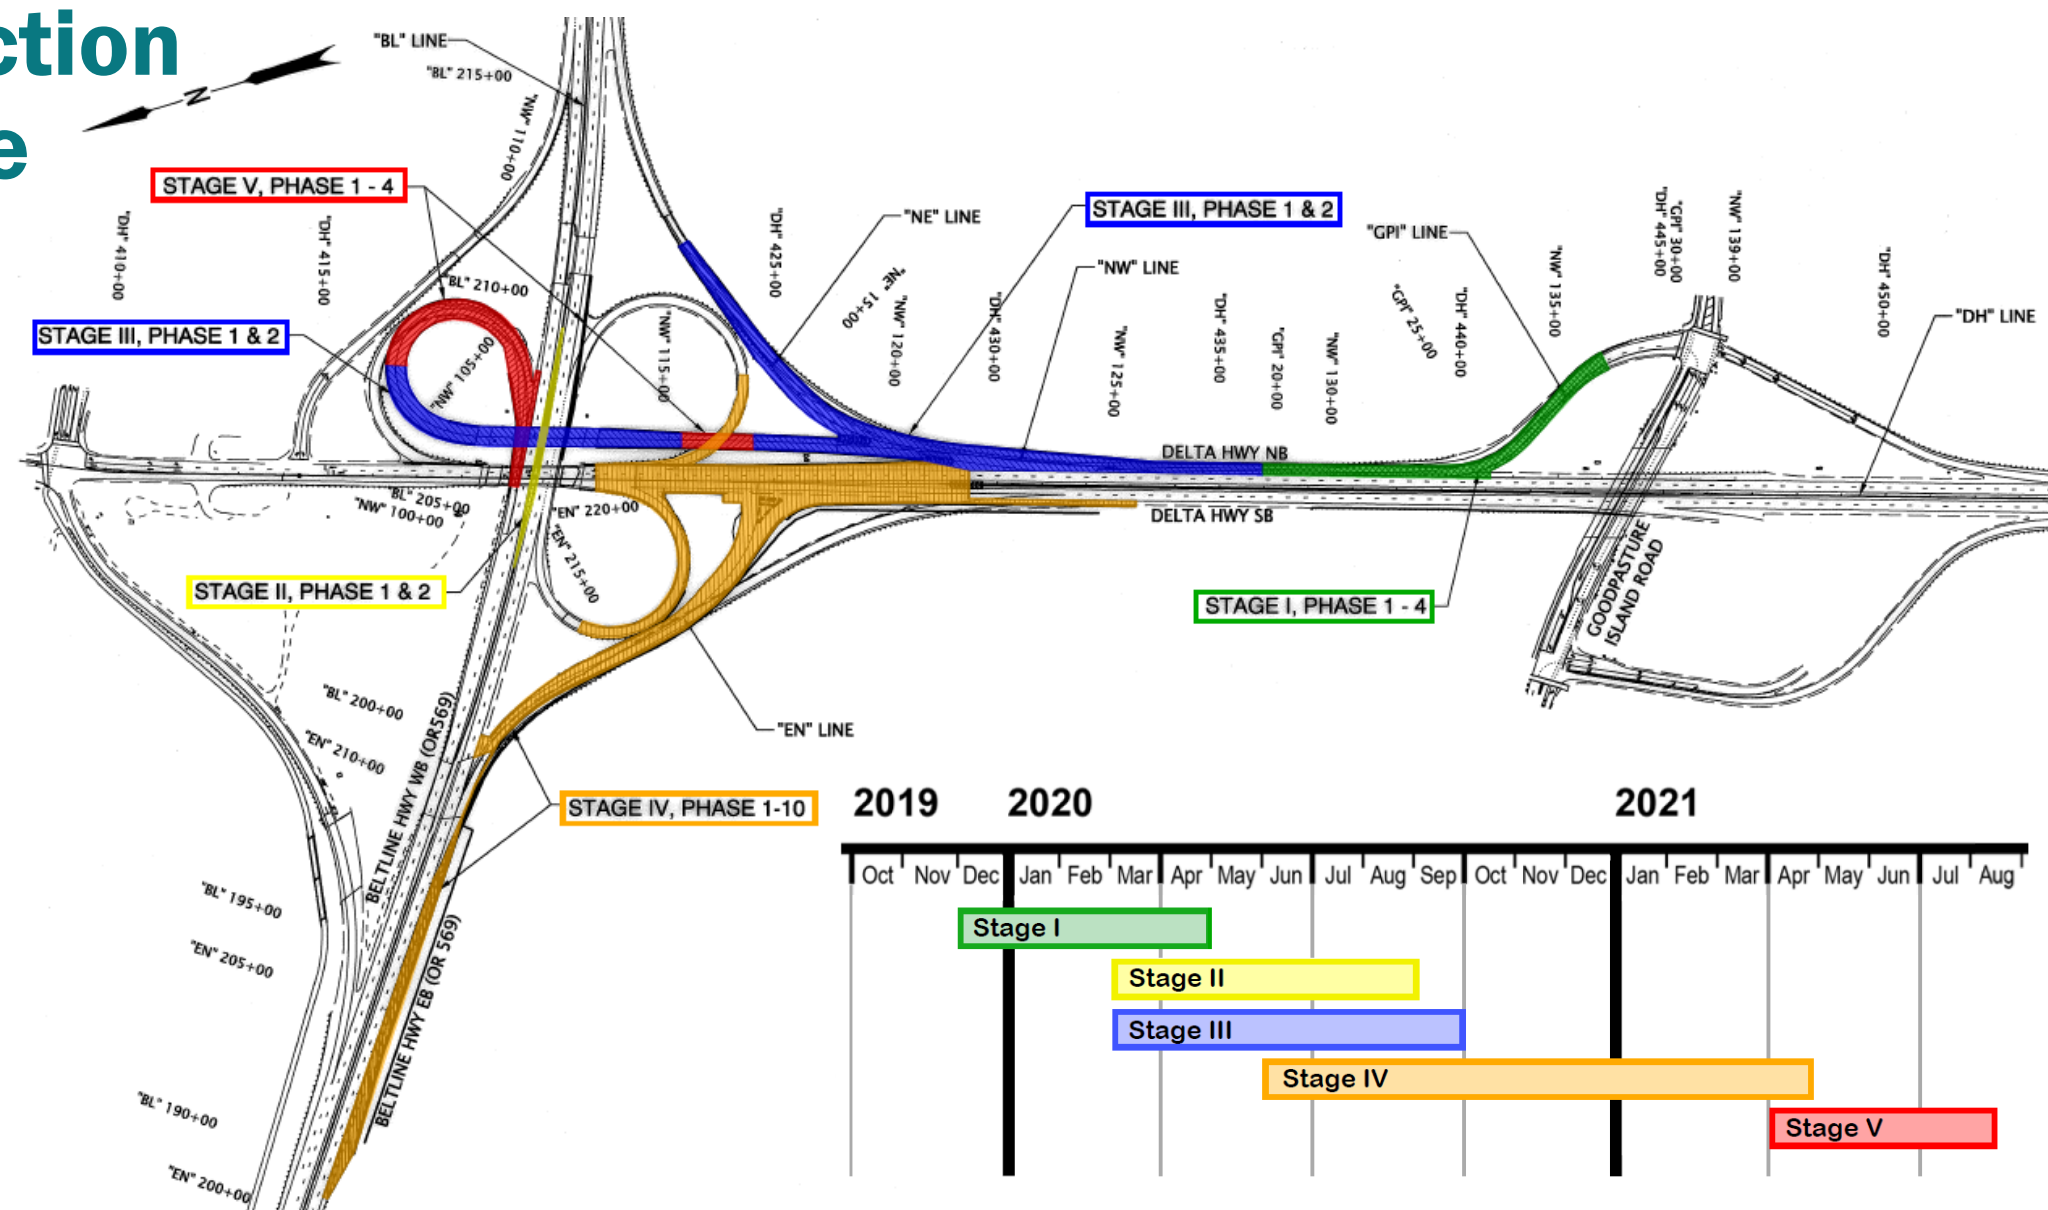 ction
e
N
"BL" LINE
"BL" 215+00
"NW" 110+00
STAGE V, PHASE 1 - 4
"DH" 410+00
"DH" 415+00
"BL" 210+00
STAGE III, PHASE 1 & 2
"NW" 105+00
"NW" 115+00
"DH" 425+00
"NE" LINE
"NE" 15+00
"NW" 120+00
STAGE III, PHASE 1 & 2
"NW" LINE
"DH" 430+00
"NW" 125+00
"DH" 435+00
"GPI" 20+00
"NW" 130+00
"GPI" LINE
"GPI" 25+00
"DH" 440+00
"NW" 135+00
"DH" 445+00
"GPI" 30+00
"NW" 139+00
"DH" 450+00
"DH" LINE
DELTA HWY NB
DELTA HWY SB
"BL" 205+00
"NW" 100+00
"EN" 220+00
"EN" 215+00
STAGE II, PHASE 1 & 2
STAGE I, PHASE 1 - 4
GOODPASTURE
ISLAND ROAD
"BL" 200+00
"EN" 210+00
BELTLINE HWY WB (OR569)
"EN" LINE
STAGE IV, PHASE 1-10
"BL" 195+00
"EN" 205+00
BELTLINE HWY EB (OR 569)
"BL" 190+00
"EN" 200+00
2019 2020 2021
Oct Nov Dec Jan Feb Mar Apr May Jun Jul Aug Sep Oct Nov Dec Jan Feb Mar Apr May Jun Jul Aug
Stage I
Stage II
Stage III
Stage IV
Stage V